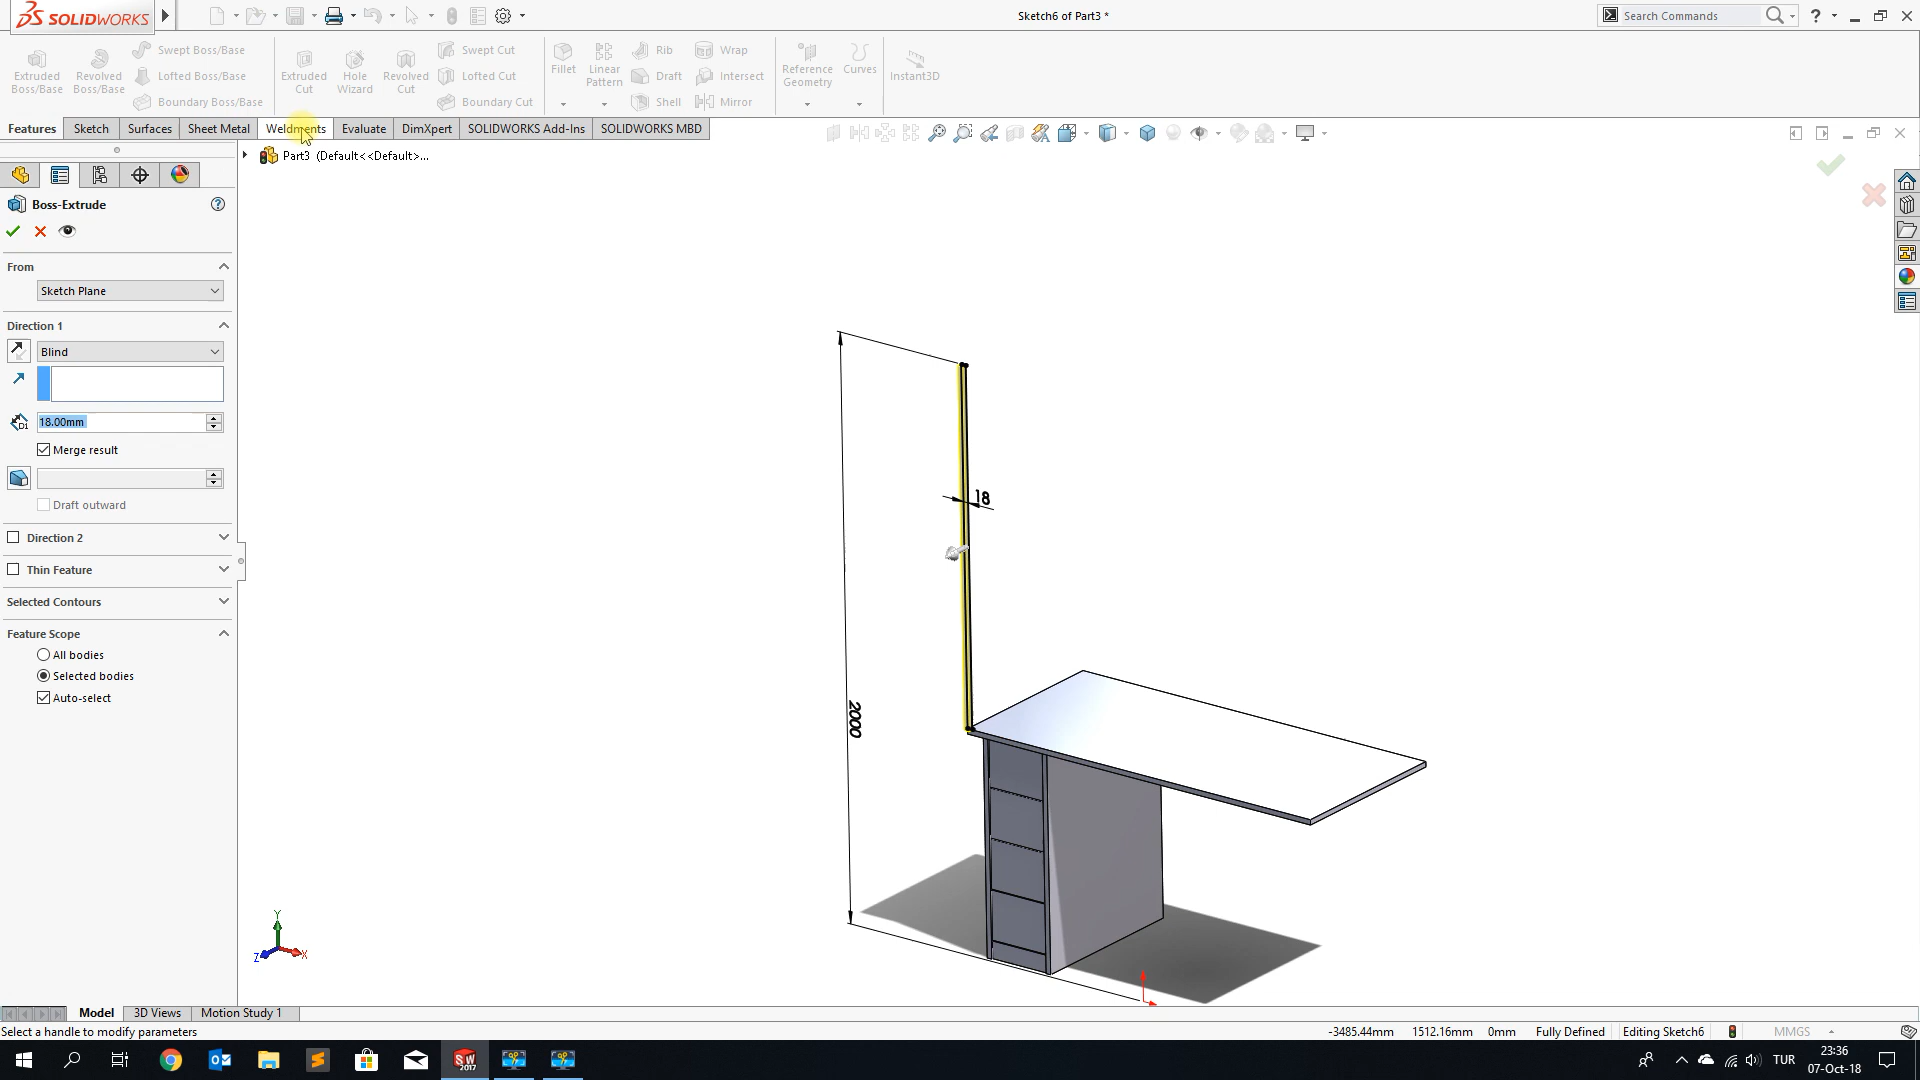 SOLIDWORKS
Sketch6 of Part3 *
Search Commands
Extruded Boss/Base
Revolved Boss/Base
Swept Boss/Base
Lofted Boss/Base
Boundary Boss/Base
Extruded Cut
Hole Wizard
Revolved Cut
Swept Cut
Lofted Cut
Boundary Cut
Fillet
Linear Pattern
Rib
Draft
Shell
Wrap
Intersect
Mirror
Reference Geometry
Curves
Instant3D
Features
Sketch
Surfaces
Sheet Metal
Weldments
Evaluate
DimXpert
SOLIDWORKS Add-Ins
SOLIDWORKS MBD
Part3 (Default<<Default>...
Boss-Extrude
From
Sketch Plane
Direction 1
Blind
D1
18.00mm
Merge result
Draft outward
Direction 2
Thin Feature
Selected Contours
Feature Scope
All bodies
Selected bodies
Auto-select
18
2000
Y
Z
X
Model
3D Views
Motion Study 1
Select a handle to modify parameters
-3485.44mm
1512.16mm
0mm
Fully Defined
Editing Sketch6
MMGS
SW
2017
TUR
23:36
07-Oct-18